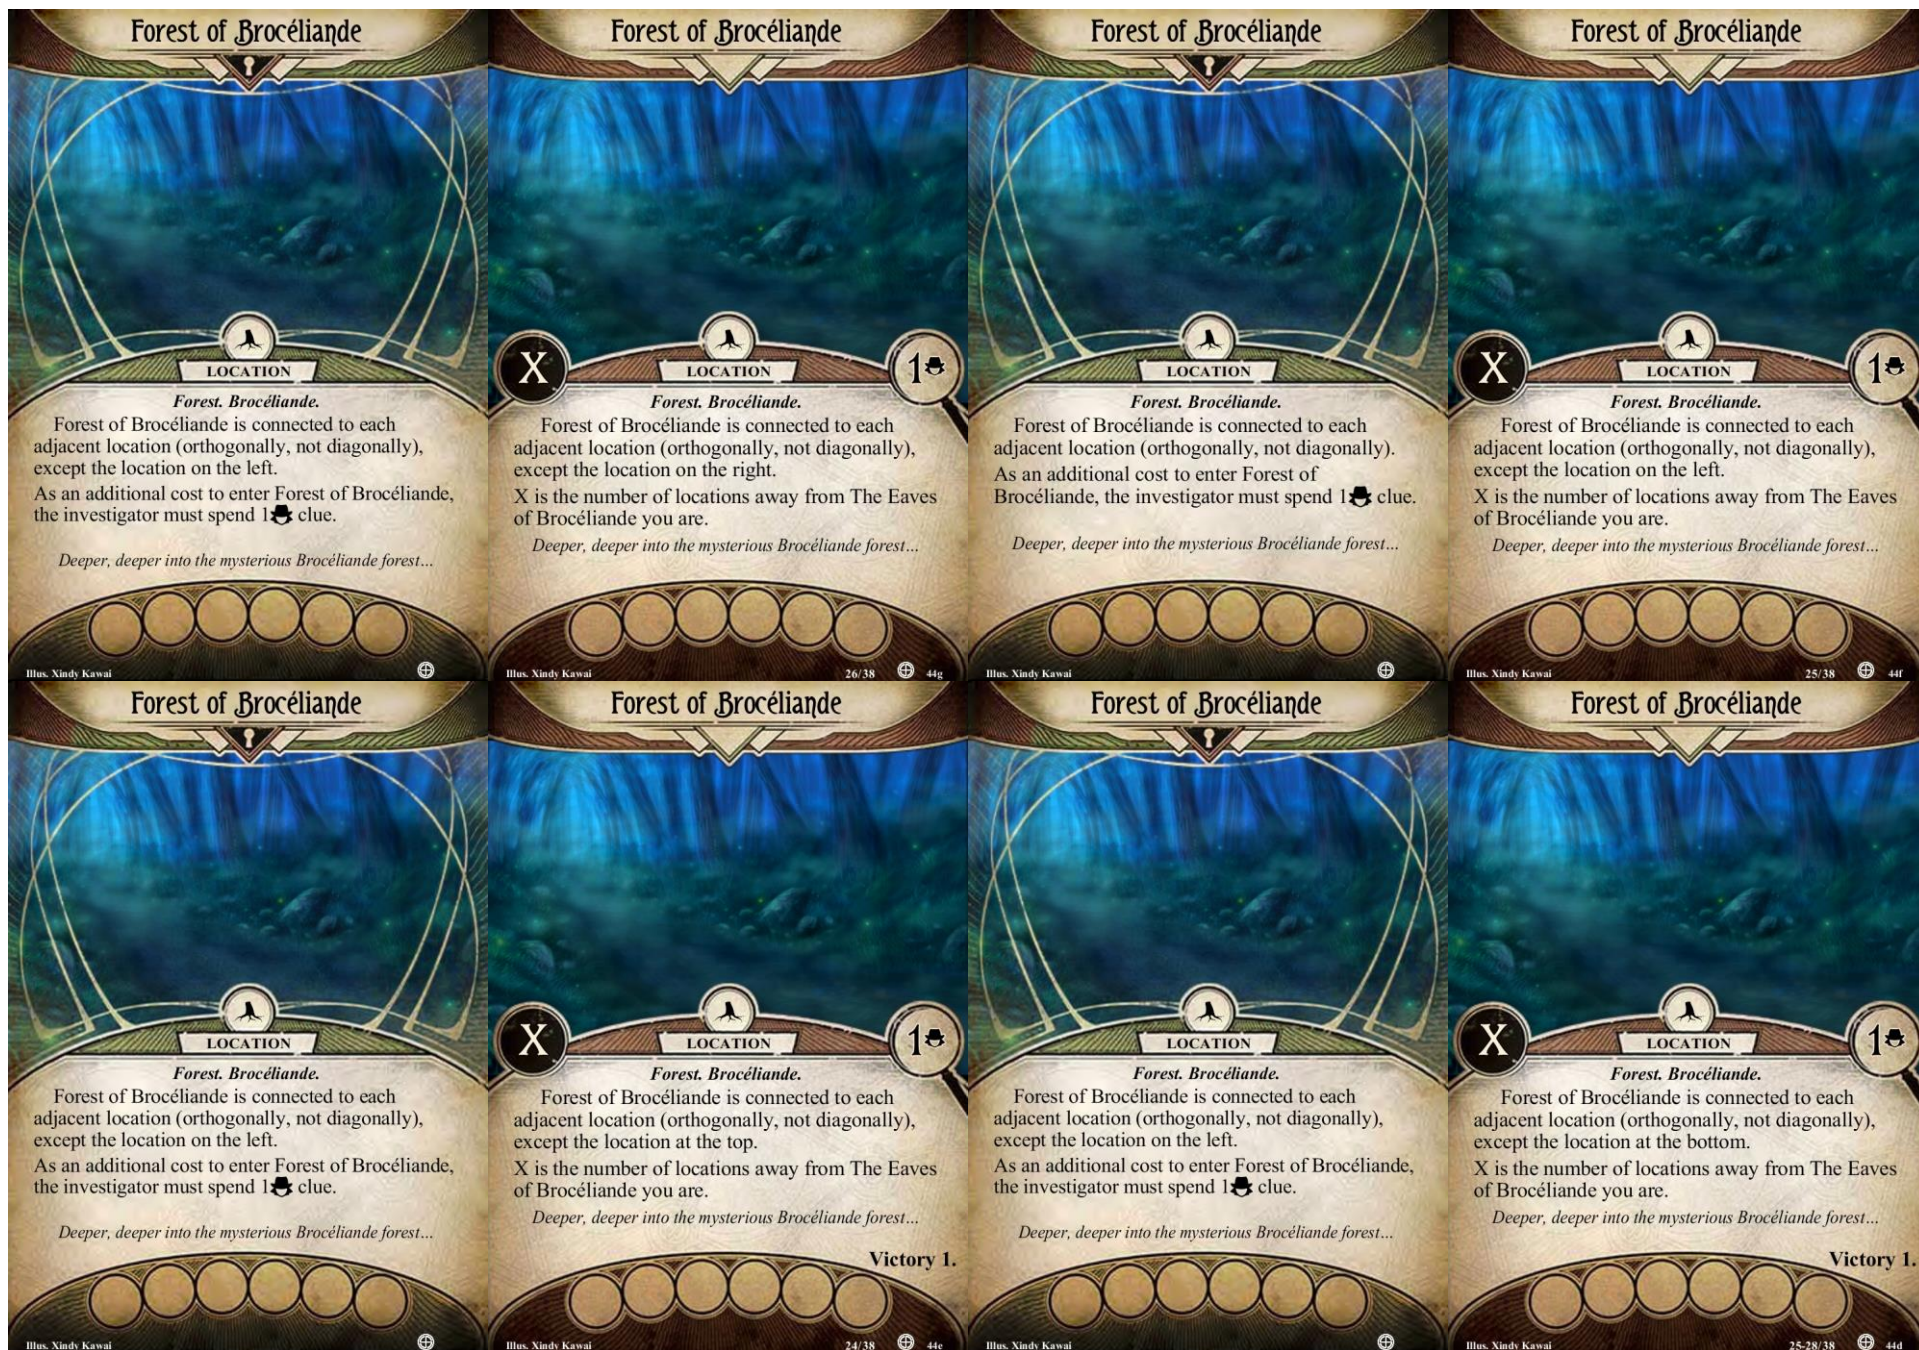 Forest of Brocéliande
LOCATION
Forest. Brocéliande.
Forest of Brocéliande is connected to each
adjacent location (orthogonally, not diagonally),
except the location on the left.
As an additional cost to enter Forest of Brocéliande,
the investigator must spend 1 clue.
Deeper, deeper into the mysterious Brocéliande forest…
Illus. Xindy Kawai
Forest of Brocéliande
X
1
LOCATION
Forest. Brocéliande.
Forest of Brocéliande is connected to each
adjacent location (orthogonally, not diagonally),
except the location on the right.
X is the number of locations away from The Eaves
of Brocéliande you are.
Deeper, deeper into the mysterious Brocéliande forest…
Illus. Xindy Kawai 26/38 44g
Forest of Brocéliande
LOCATION
Forest. Brocéliande.
Forest of Brocéliande is connected to each
adjacent location (orthogonally, not diagonally).
As an additional cost to enter Forest of
Brocéliande, the investigator must spend 1 clue.
Deeper, deeper into the mysterious Brocéliande forest…
Illus. Xindy Kawai
Forest of Brocéliande
X
1
LOCATION
Forest. Brocéliande.
Forest of Brocéliande is connected to each
adjacent location (orthogonally, not diagonally),
except the location on the left.
X is the number of locations away from The Eaves
of Brocéliande you are.
Deeper, deeper into the mysterious Brocéliande forest…
Illus. Xindy Kawai 25/38 44f
Forest of Brocéliande
LOCATION
Forest. Brocéliande.
Forest of Brocéliande is connected to each
adjacent location (orthogonally, not diagonally),
except the location on the left.
As an additional cost to enter Forest of Brocéliande,
the investigator must spend 1 clue.
Deeper, deeper into the mysterious Brocéliande forest…
Illus. Xindy Kawai
Forest of Brocéliande
X
1
LOCATION
Forest. Brocéliande.
Forest of Brocéliande is connected to each
adjacent location (orthogonally, not diagonally),
except the location at the top.
X is the number of locations away from The Eaves
of Brocéliande you are.
Deeper, deeper into the mysterious Brocéliande forest…
Victory 1.
Illus. Xindy Kawai 24/38 44e
Forest of Brocéliande
LOCATION
Forest. Brocéliande.
Forest of Brocéliande is connected to each
adjacent location (orthogonally, not diagonally),
except the location on the left.
As an additional cost to enter Forest of Brocéliande,
the investigator must spend 1 clue.
Deeper, deeper into the mysterious Brocéliande forest…
Illus. Xindy Kawai
Forest of Brocéliande
X
1
LOCATION
Forest. Brocéliande.
Forest of Brocéliande is connected to each
adjacent location (orthogonally, not diagonally),
except the location at the bottom.
X is the number of locations away from The Eaves
of Brocéliande you are.
Deeper, deeper into the mysterious Brocéliande forest…
Victory 1.
Illus. Xindy Kawai 25-28/38 44d